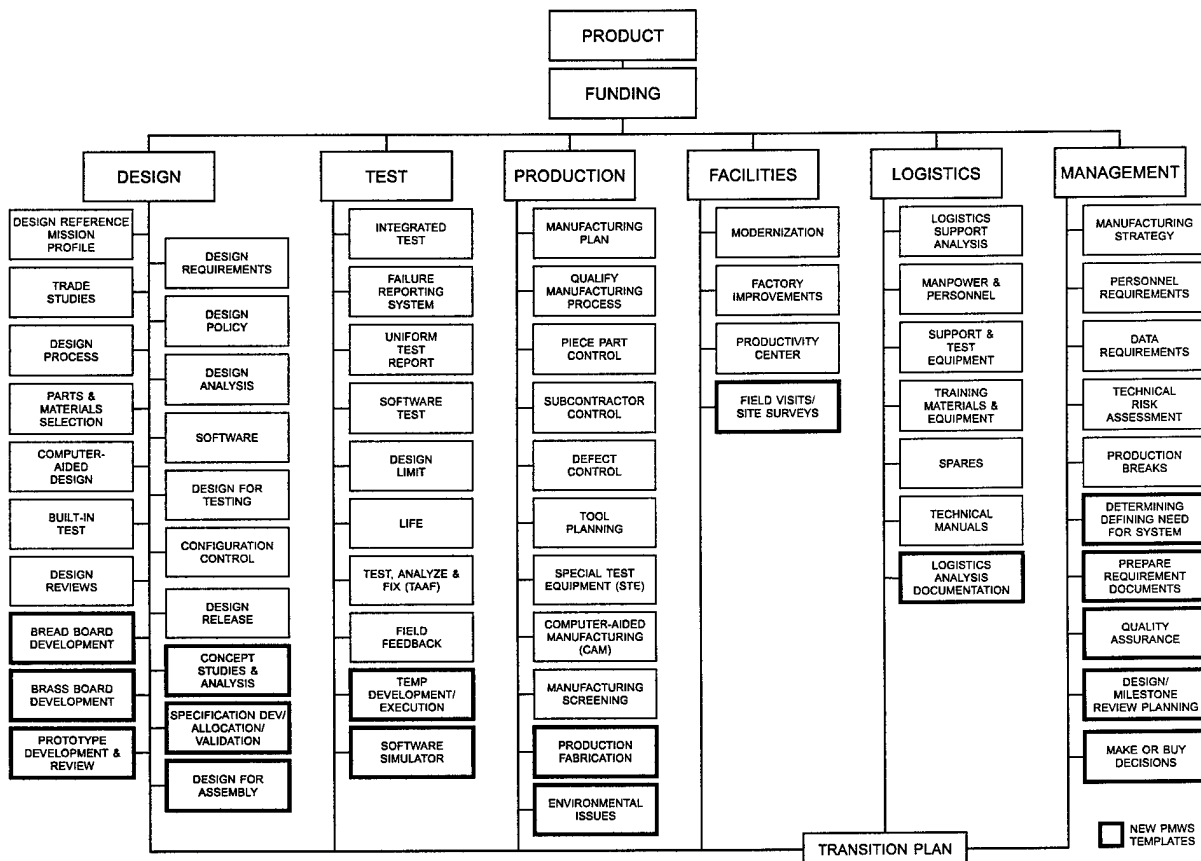 PRODUCT
FUNDING
DESIGN
TEST
PRODUCTION
FACILITIES
LOGISTICS
MANAGEMENT
DESIGN REFERENCE
MISSION
PROFILE
TRADE
STUDIES
DESIGN
PROCESS
PARTS &
MATERIALS
SELECTION
COMPUTER-
AIDED
DESIGN
BUILT-IN
TEST
DESIGN
REVIEWS
BREAD BOARD
DEVELOPMENT
BRASS BOARD
DEVELOPMENT
PROTOTYPE
DEVELOPMENT &
REVIEW
DESIGN
REQUIREMENTS
DESIGN
POLICY
DESIGN
ANALYSIS
SOFTWARE
DESIGN FOR
TESTING
CONFIGURATION
CONTROL
DESIGN
RELEASE
CONCEPT
STUDIES &
ANALYSIS
SPECIFICATION DEV/
ALLOCATION/
VALIDATION
DESIGN FOR
ASSEMBLY
INTEGRATED
TEST
FAILURE
REPORTING
SYSTEM
UNIFORM
TEST
REPORT
SOFTWARE
TEST
DESIGN
LIMIT
LIFE
TEST, ANALYZE &
FIX (TAAF)
FIELD
FEEDBACK
TEMP
DEVELOPMENT/
EXECUTION
SOFTWARE
SIMULATOR
MANUFACTURING
PLAN
QUALIFY
MANUFACTURING
PROCESS
PIECE PART
CONTROL
SUBCONTRACTOR
CONTROL
DEFECT
CONTROL
TOOL
PLANNING
SPECIAL TEST
EQUIPMENT (STE)
COMPUTER-AIDED
MANUFACTURING
(CAM)
MANUFACTURING
SCREENING
PRODUCTION
FABRICATION
ENVIRONMENTAL
ISSUES
MODERNIZATION
FACTORY
IMPROVEMENTS
PRODUCTIVITY
CENTER
FIELD VISITS/
SITE SURVEYS
LOGISTICS
SUPPORT
ANALYSIS
MANPOWER &
PERSONNEL
SUPPORT &
TEST
EQUIPMENT
TRAINING
MATERIALS &
EQUIPMENT
SPARES
TECHNICAL
MANUALS
LOGISTICS
ANALYSIS
DOCUMENTATION
MANUFACTURING
STRATEGY
PERSONNEL
REQUIREMENTS
DATA
REQUIREMENTS
TECHNICAL
RISK
ASSESSMENT
PRODUCTION
BREAKS
DETERMINING
DEFINING NEED
FOR SYSTEM
PREPARE
REQUIREMENT
DOCUMENTS
QUALITY
ASSURANCE
DESIGN/
MILESTONE
REVIEW PLANNING
MAKE OR BUY
DECISIONS
TRANSITION PLAN
NEW PMWS
TEMPLATES